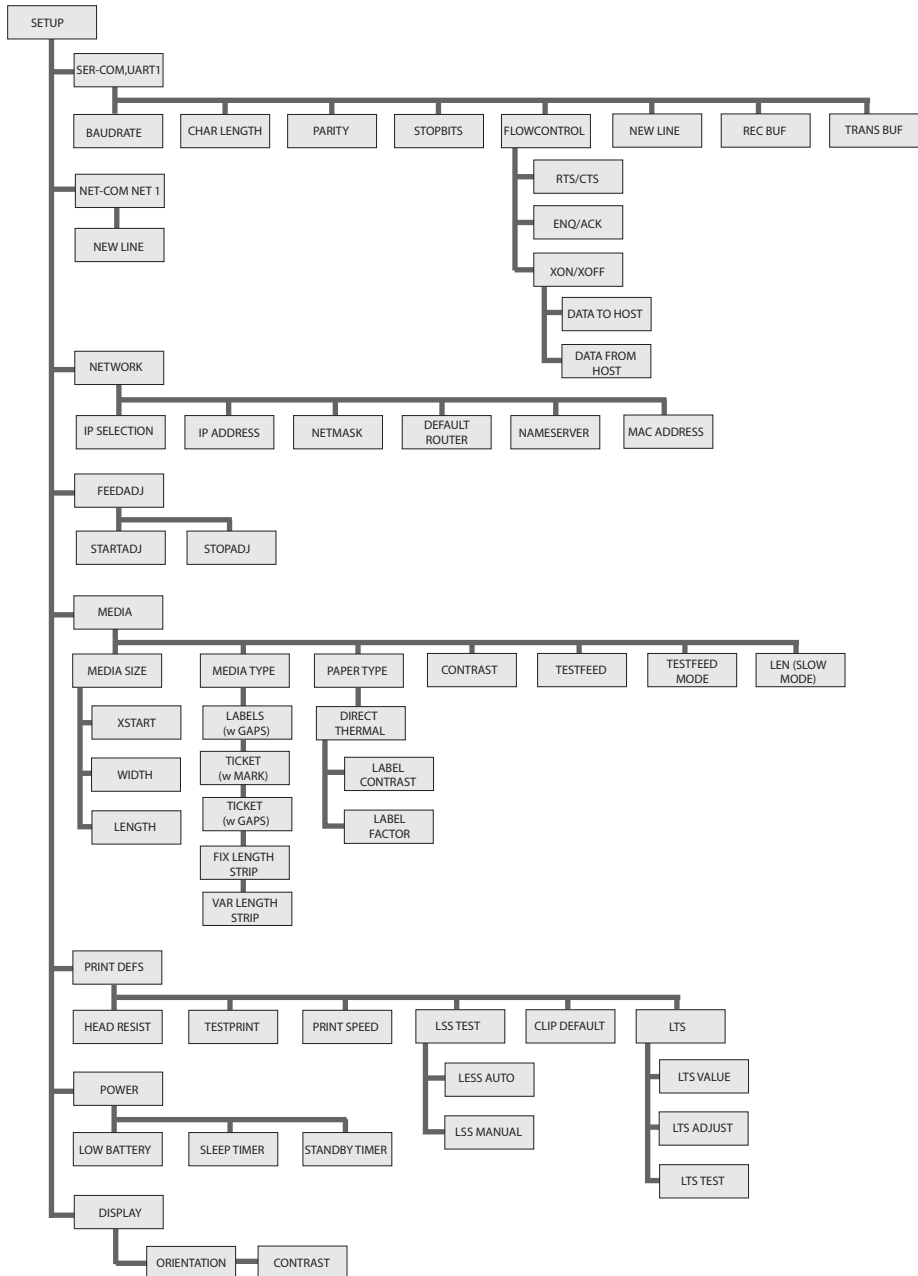 SETUP
SER-COM,UART1
BAUDRATE
CHAR LENGTH
PARITY
STOPBITS
FLOWCONTROL
NEW LINE
REC BUF
TRANS BUF
RTS/CTS
ENQ/ACK
XON/XOFF
DATA TO HOST
DATA FROM
HOST
NET-COM NET 1
NEW LINE
NETWORK
IP SELECTION
IP ADDRESS
NETMASK
DEFAULT
ROUTER
NAMESERVER
MAC ADDRESS
FEEDADJ
STARTADJ
STOPADJ
MEDIA
MEDIA SIZE
XSTART
WIDTH
LENGTH
MEDIA TYPE
LABELS
(w GAPS)
TICKET
(w MARK)
TICKET
(w GAPS)
FIX LENGTH
STRIP
VAR LENGTH
STRIP
PAPER TYPE
DIRECT
THERMAL
LABEL
CONTRAST
LABEL
FACTOR
CONTRAST
TESTFEED
TESTFEED
MODE
LEN (SLOW
MODE)
PRINT DEFS
HEAD RESIST
TESTPRINT
PRINT SPEED
LSS TEST
LESS AUTO
LSS MANUAL
CLIP DEFAULT
LTS
LTS VALUE
LTS ADJUST
LTS TEST
POWER
LOW BATTERY
SLEEP TIMER
STANDBY TIMER
DISPLAY
ORIENTATION
CONTRAST